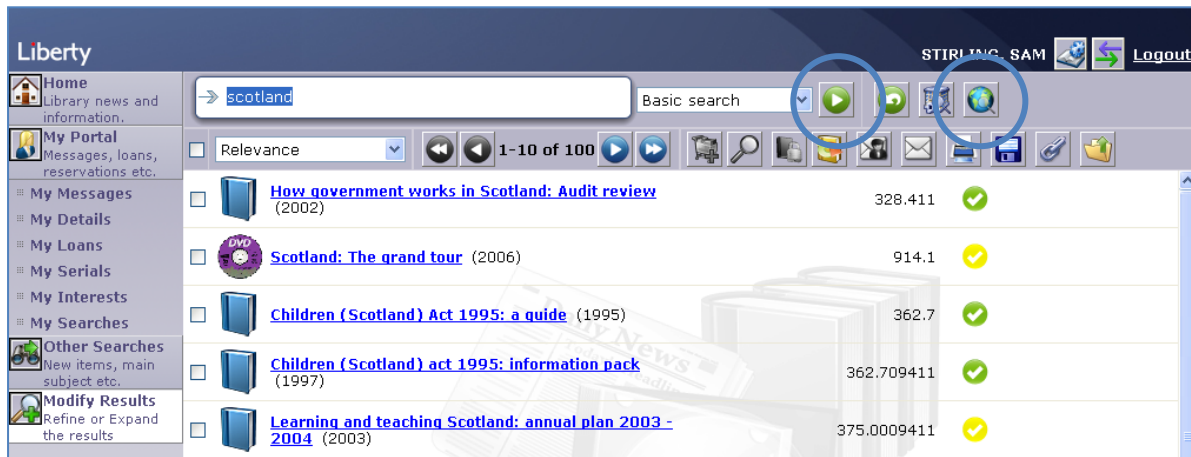 Liberty
STIRLING, SAM Logout
Home
Library news and
information.
My Portal
Messages, loans,
reservations etc.
My Messages
My Details
My Loans
My Serials
My Interests
My Searches
Other Searches
New items, main
subject etc.
Modify Results
Refine or Expand
the results
scotland
Basic search
Relevance
1-10 of 100
How government works in Scotland: Audit review
(2002)
328.411
DVD
Scotland: The grand tour (2006)
914.1
Children (Scotland) Act 1995: a guide (1995)
362.7
Children (Scotland) act 1995: information pack
(1997)
362.709411
Learning and teaching Scotland: annual plan 2003 -
2004 (2003)
375.0009411
Daily News